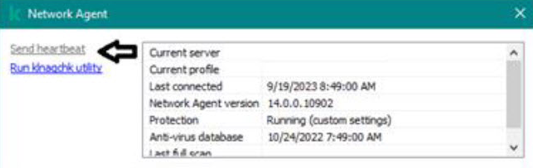 Network Agent
Send heartbeat
Run klnagchk utility
Current server
Current profile
Last connected 9/19/2023 8:49:00 AM
Network Agent version 14.0.0.10902
Protection Running (custom settings)
Anti-virus database 10/24/2022 7:49:00 AM
Last full scan